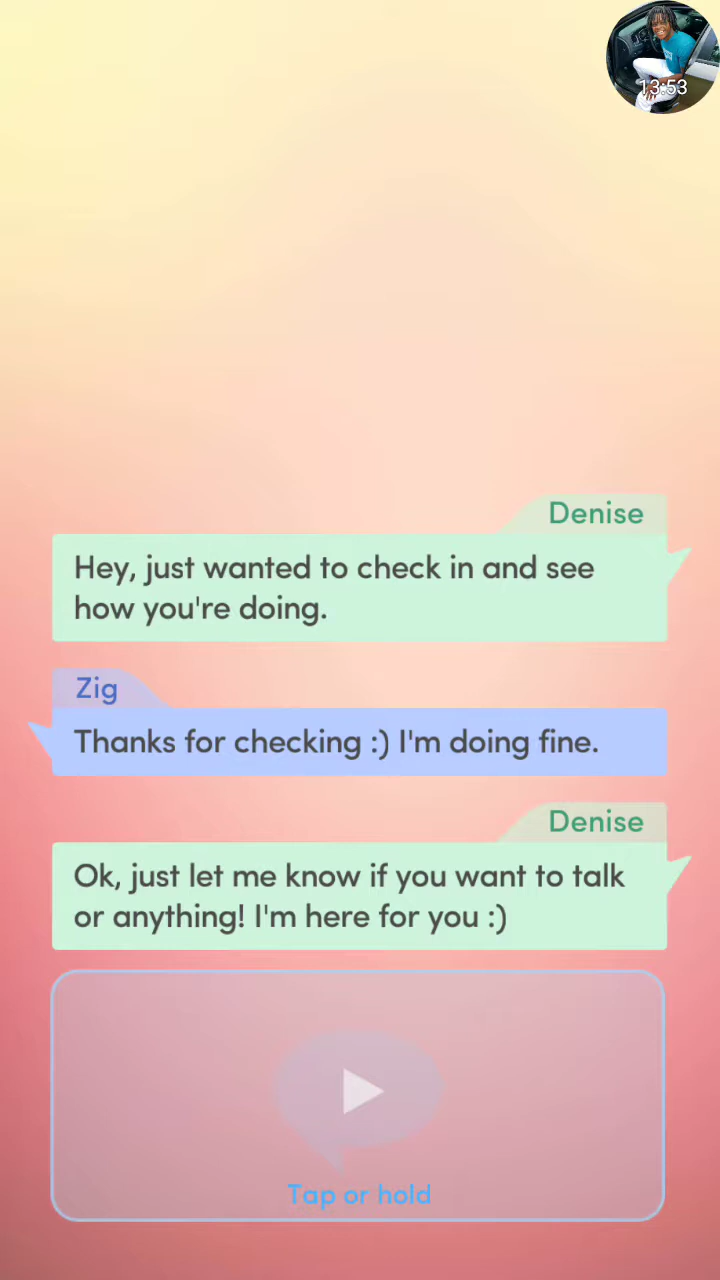 13:53
Denise
Hey, just wanted to check in and see
how you're doing.
Zig
Thanks for checking :) I'm doing fine.
Denise
Ok, just let me know if you want to talk
or anything! I'm here for you :)
Tap or hold